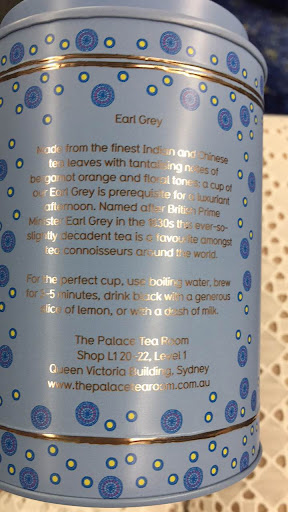 Earl Grey
Made from the finest Indian and Chinese
tea leaves with tantalising notes of
bergamot orange and floral tones; a cup of
our Earl Grey is prerequisite for a luxuriant
afternoon. Named after British Prime
Minister Earl Grey in the 1830s this ever-so-
slightly decadent tea is a favourite amongst
tea connoisseurs around the world.
For the perfect cup, use boiling water, brew
for 3-5 minutes, drink black with a generous
slice of lemon, or with a dash of milk.
The Palace Tea Room
Shop L1 20-22, Level 1
Queen Victoria Building, Sydney
www.thepalacetearoom.com.au